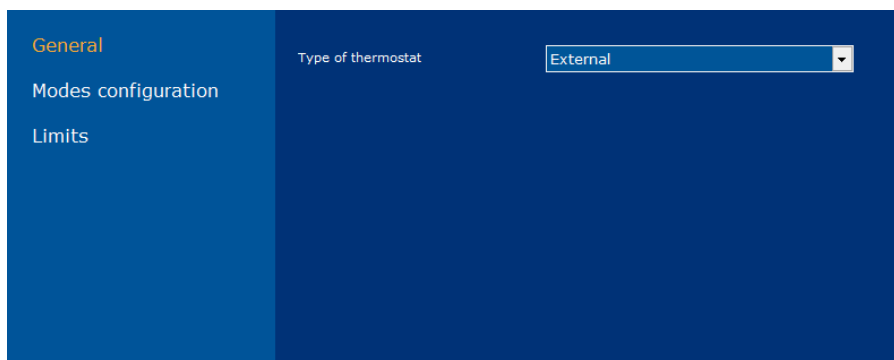 General
Modes configuration
Limits
Type of thermostat
External